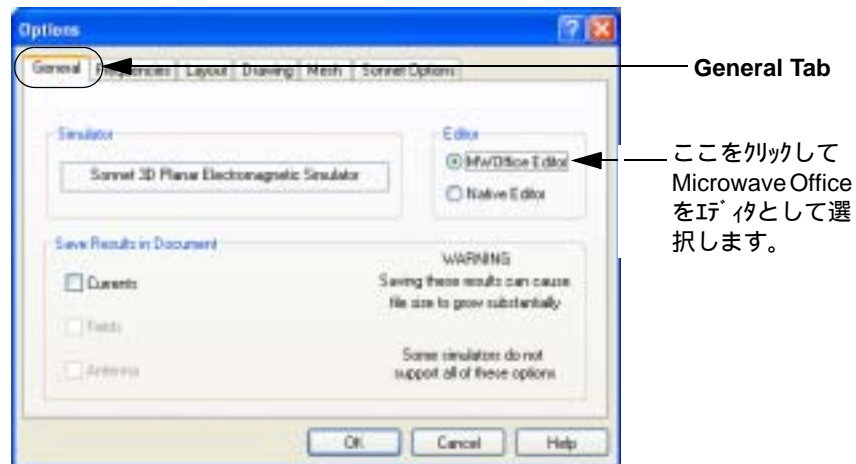 Options
General Frequencies Layout Drawing Mesh Sonnet Options
General Tab
Simulator
Sonnet 3D Planar Electromagnetic Simulator
Editor
MWOffice Editor
Native Editor
ここをｸﾘｯｸして
Microwave Office
をｴﾃﾞｨﾀとして選
択します。
Save Results in Document
Currents
Fields
Antenna
WARNING
Saving these results can cause
file size to grow substantially
Some simulators do not
support all of these options
OK Cancel Help